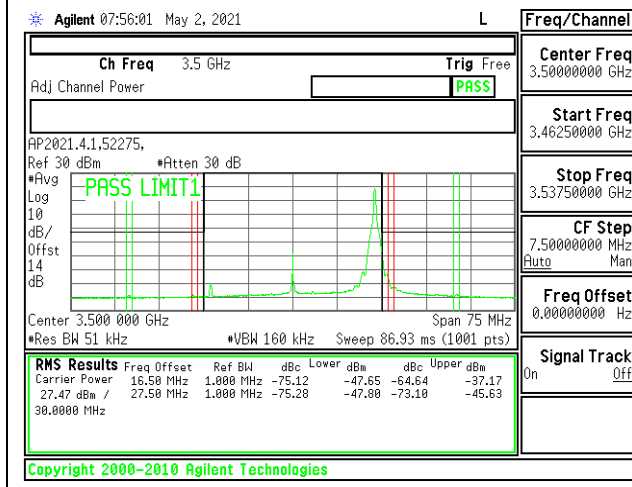 Agilent 07:56:01 May 2, 2021 L Freq/Channel
Ch Freq 3.5 GHz Trig Free
Adj Channel Power PASS
Center Freq
3.50000000 GHz
Start Freq
3.46250000 GHz
AP2021.4.1,52275,
Ref 30 dBm #Atten 30 dB
#Avg
Log
10
dB/
Offst
14
dB
PASS LIMIT1
Stop Freq
3.53750000 GHz
CF Step
7.50000000 MHz
Auto Man
Freq Offset
0.00000000 Hz
Center 3.500 000 GHz Span 75 MHz
#Res BW 51 kHz #VBW 160 kHz Sweep 86.93 ms (1001 pts)
Signal Track
On Off
RMS Results Freq Offset Ref BW dBc Lower dBm dBc Upper dBm
Carrier Power 16.50 MHz 1.000 MHz -75.12 -47.65 -64.64 -37.17
27.47 dBm / 27.50 MHz 1.000 MHz -75.28 -47.80 -73.10 -45.63
30.0000 MHz
Copyright 2000-2010 Agilent Technologies